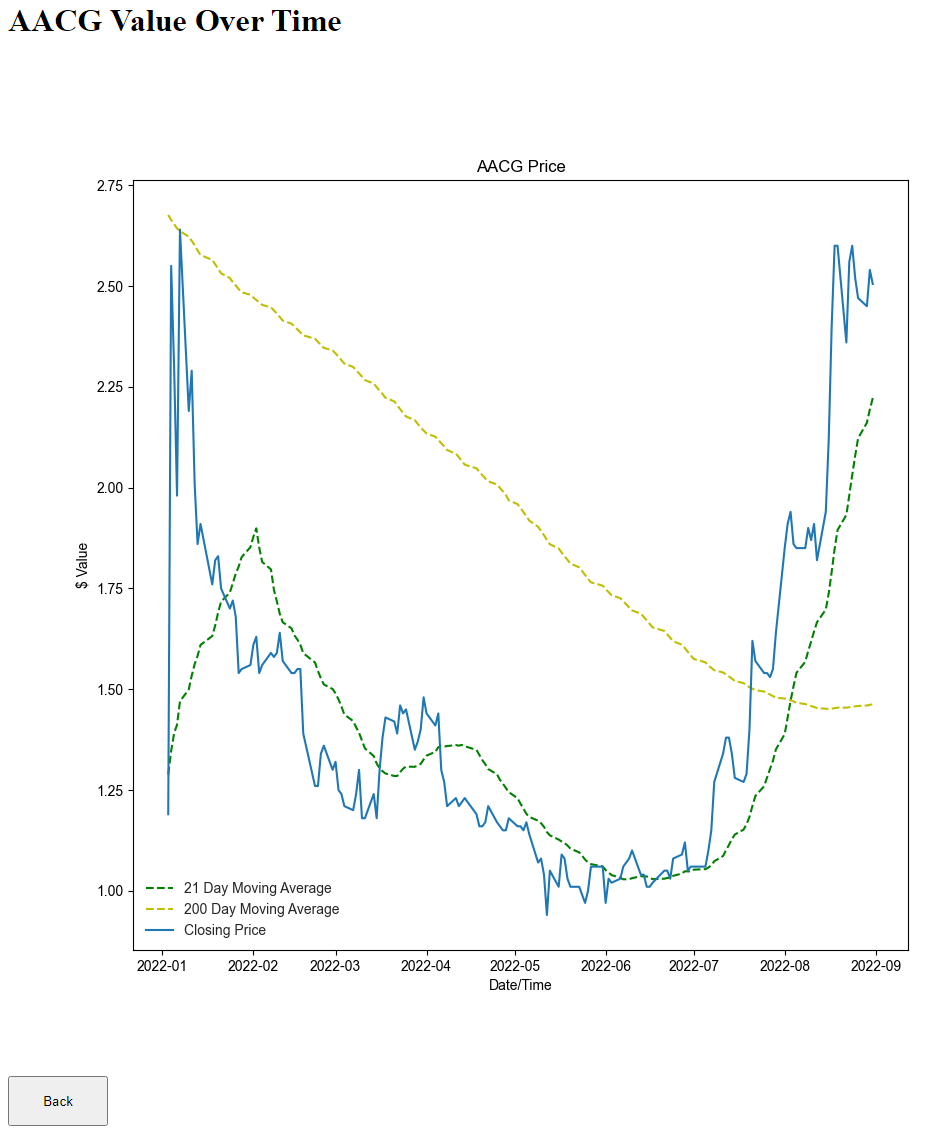 AACG Value Over Time
AACG Price
2.75
2.50
2.25
2.00
1.75
1.50
1.25
1.00
$ Value
21 Day Moving Average
200 Day Moving Average
Closing Price
2022-01 2022-02 2022-03 2022-04 2022-05 2022-06 2022-07 2022-08 2022-09
Date/Time
Back